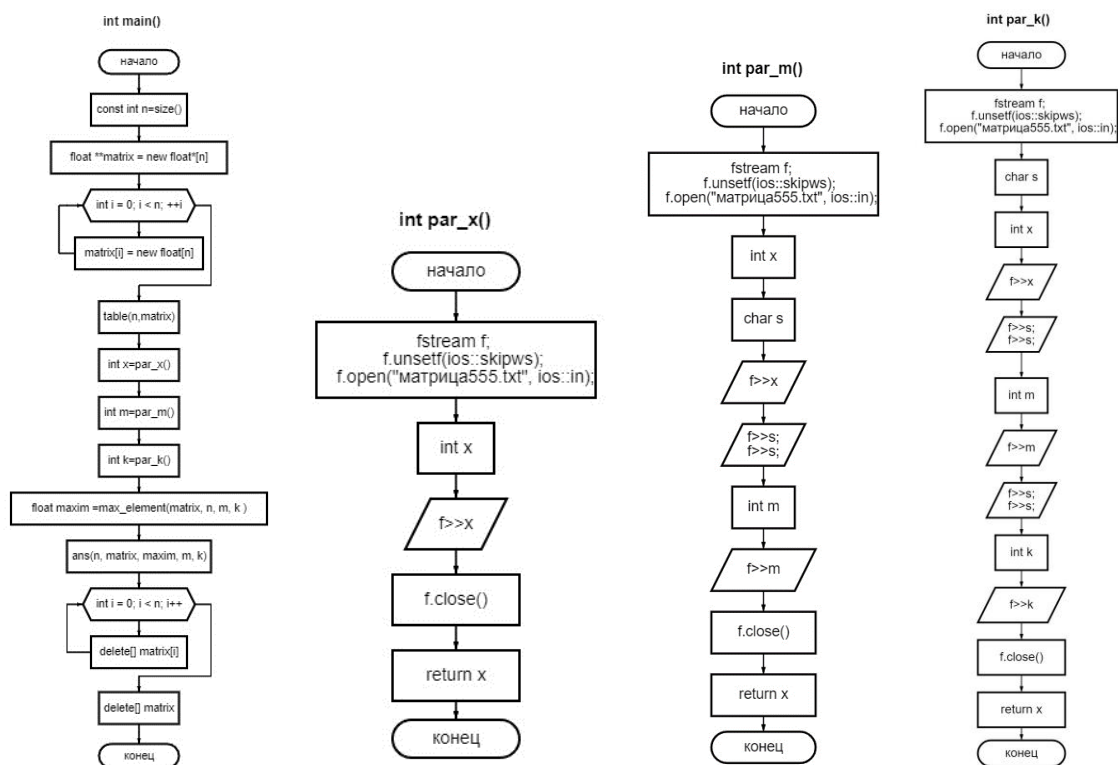 int main()
начало
const int n=size()
float **matrix = new float*[n]
int i = 0; i < n; ++i
matrix[i] = new float[n]
table(n,matrix)
int x=par_x()
int m=par_m()
int k=par_k()
float maxim =max_element(matrix, n, m, k )
ans(n, matrix, maxim, m, k)
int i = 0; i < n; i++
delete[] matrix[i]
delete[] matrix
конец
int par_x()
начало
fstream f;
f.unsetf(ios::skipws);
f.open("матрица555.txt", ios::in);
int x
f>>x
f.close()
return x
конец
int par_m()
начало
fstream f;
f.unsetf(ios::skipws);
f.open("матрица555.txt", ios::in);
int x
char s
f>>x
f>>s;
f>>s;
int m
f>>m
f.close()
return x
конец
int par_k()
начало
fstream f;
f.unsetf(ios::skipws);
f.open("матрица555.txt", ios::in);
char s
int x
f>>x
f>>s;
f>>s;
int m
f>>m
f>>s;
f>>s;
int k
f>>k
f.close()
return x
конец